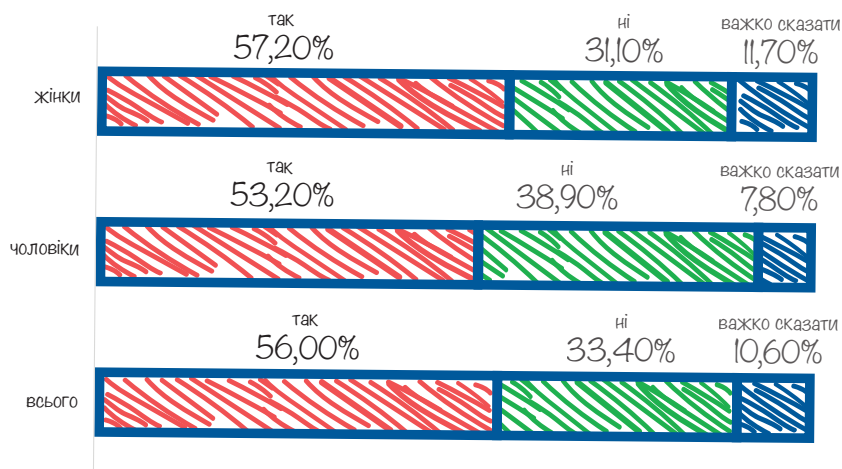 так ні важко сказати
57,20% 31,10% 11,70%
жінки
так ні важко сказати
53,20% 38,90% 7,80%
чоловіки
так ні важко сказати
56,00% 33,40% 10,60%
всього